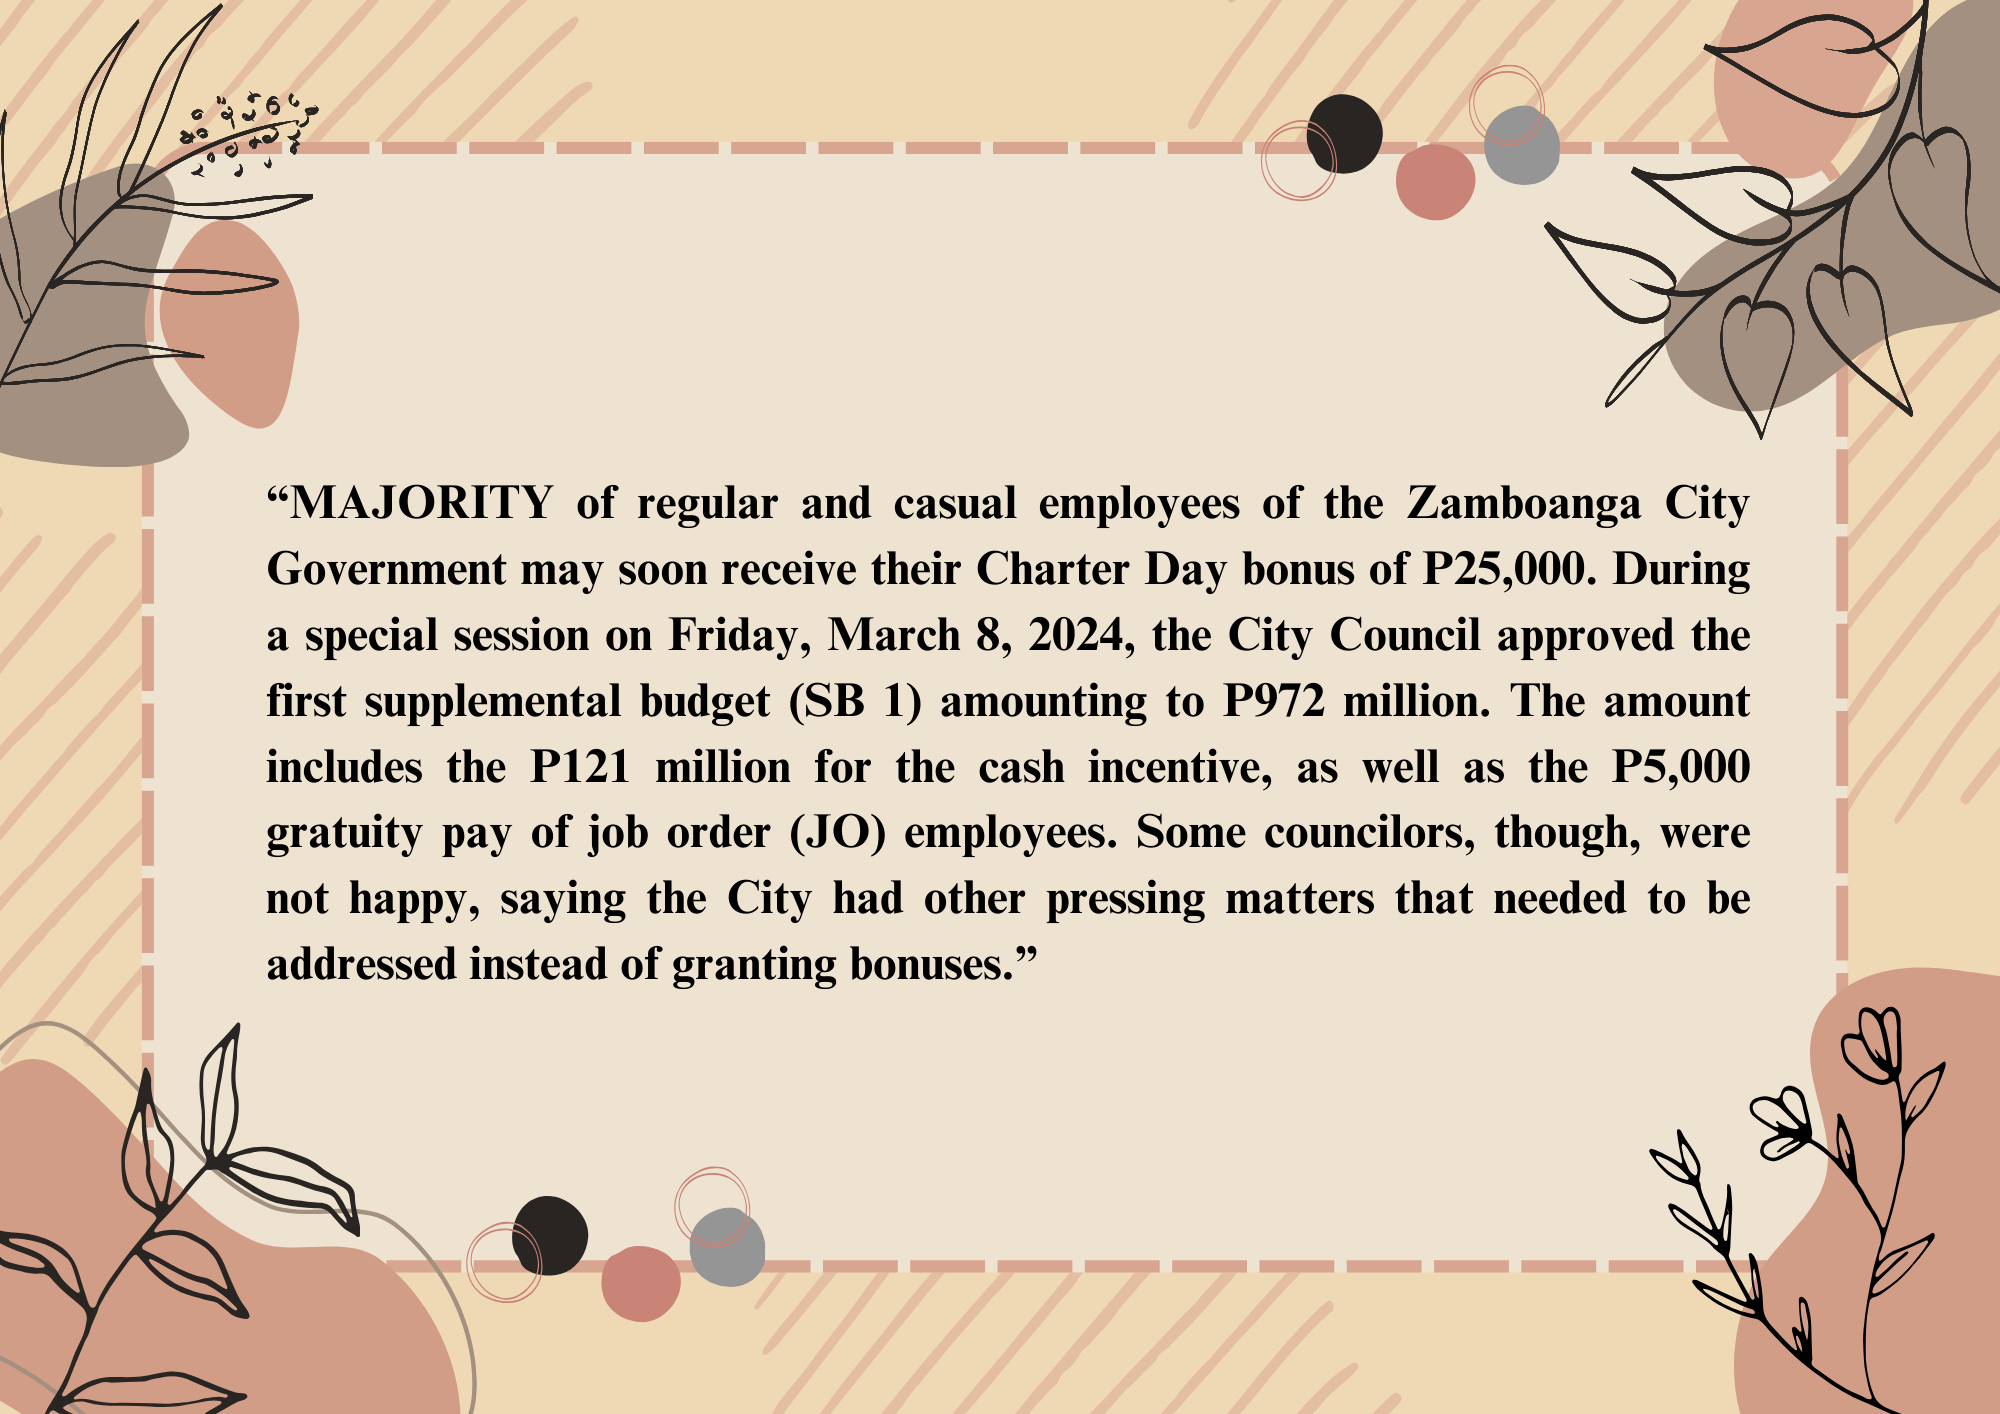 “MAJORITY of regular and casual employees of the Zamboanga City
Government may soon receive their Charter Day bonus of P25,000. During
a special session on Friday, March 8, 2024, the City Council approved the
first supplemental budget (SB 1) amounting to P972 million. The amount
includes the P121 million for the cash incentive, as well as the P5,000
gratuity pay of job order (JO) employees. Some councilors, though, were
not happy, saying the City had other pressing matters that needed to be
addressed instead of granting bonuses.”